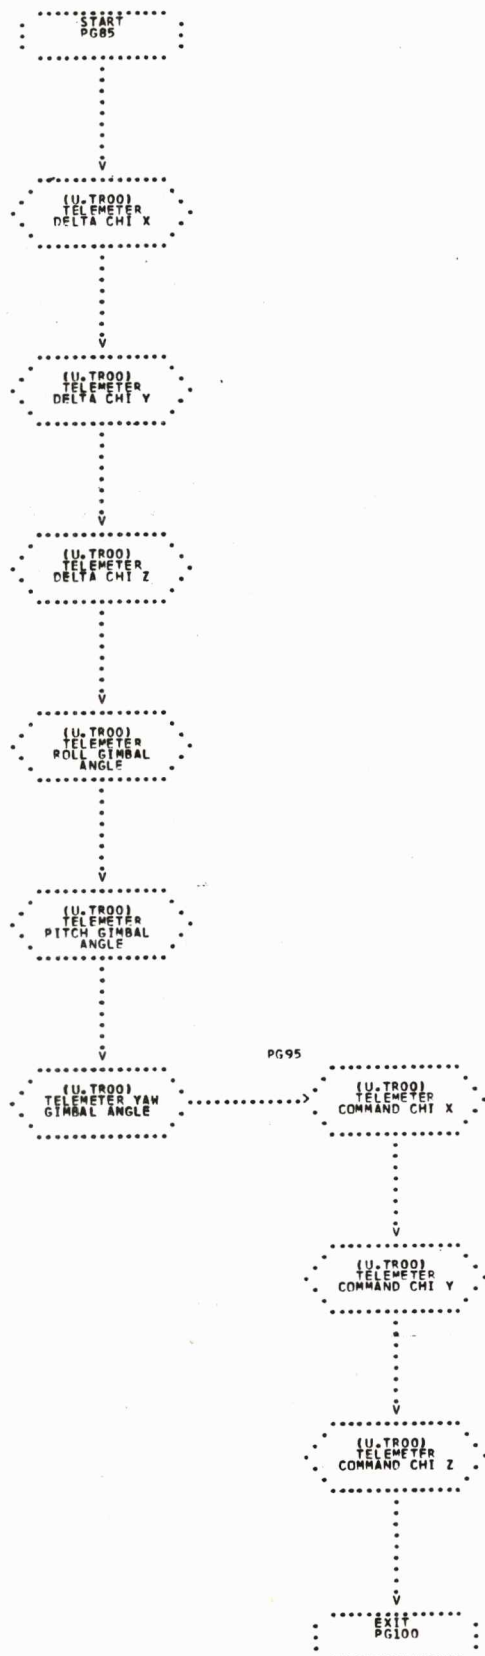 START
PG85
(U.TR00)
TELEMETER
DELTA CHI X
(U.TR00)
TELEMETER
DELTA CHI Y
(U.TR00)
TELEMETER
DELTA CHI Z
(U.TR00)
TELEMETER
ROLL GIMBAL
ANGLE
(U.TR00)
TELEMETER
PITCH GIMBAL
ANGLE
(U.TR00)
TELEMETER YAW
GIMBAL ANGLE
PG95
(U.TR00)
TELEMETER
COMMAND CHI X
(U.TR00)
TELEMETER
COMMAND CHI Y
(U.TR00)
TELEMETER
COMMAND CHI Z
EXIT
PG100